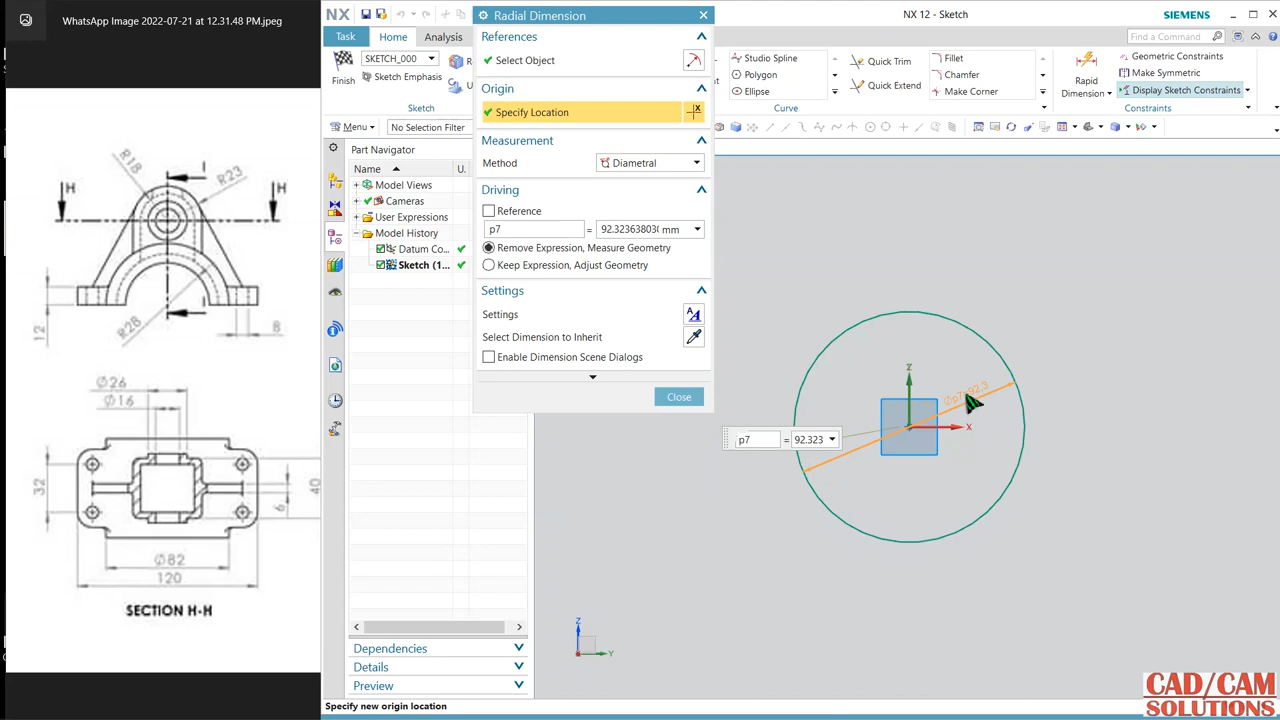 WhatsApp Image 2022-07-21 at 12.31.48 PM.jpeg
R18
R23
H
H
R28
12
8
Ø26
Ø16
32
6
40
Ø82
120
SECTION H-H
NX
NX 12 - Sketch
SIEMENS
Task
Home
Analysis
Find a Command
Finish
SKETCH_000
Sketch Emphasis
Sketch
Menu
No Selection Filter
Radial Dimension
References
Select Object
Origin
Specify Location
Measurement
Method
Diametral
Driving
Reference
p7
=
mm
Remove Expression, Measure Geometry
Keep Expression, Adjust Geometry
Settings
Settings
Select Dimension to Inherit
Enable Dimension Scene Dialogs
Close
Studio Spline
Polygon
Ellipse
Curve
Quick Trim
Quick Extend
Fillet
Chamfer
Make Corner
Rapid
Dimension
Geometric Constraints
Make Symmetric
Display Sketch Constraints
Constraints
Part Navigator
Name
U.
Model Views
Cameras
User Expressions
Model History
Datum Co...
Sketch (1...
Dependencies
Details
Preview
Z
X
p7
=
92.323
Z
Y
Specify new origin location
CAD/CAM
SOLUTIONS